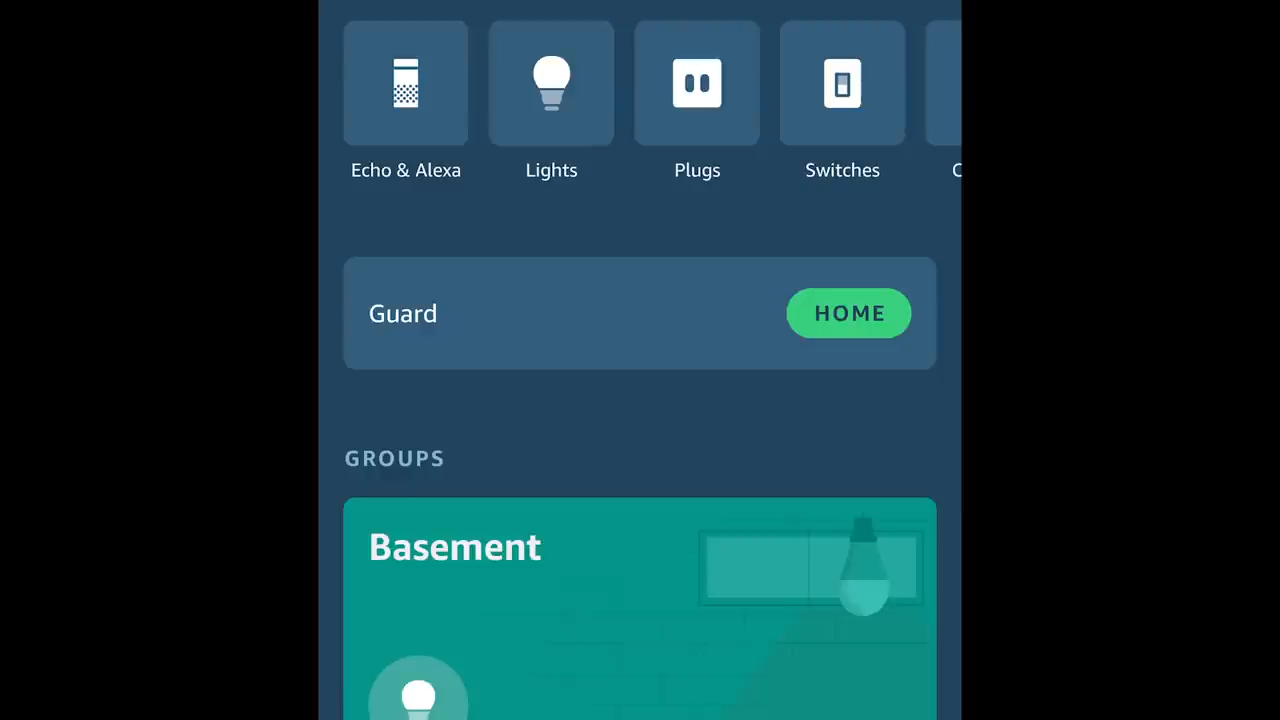 Echo & Alexa
Lights
Plugs
Switches
Guard
HOME
GROUPS
Basement